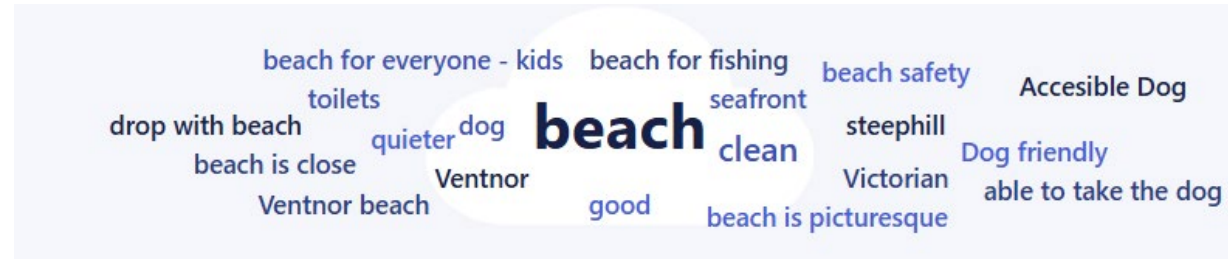 beach for everyone - kids
beach for fishing
beach safety
Accesible Dog
toilets
seafront
drop with beach
quieter
dog
beach
clean
steephill
Dog friendly
beach is close
Ventnor
Victorian
able to take the dog
Ventnor beach
good
beach is picturesque